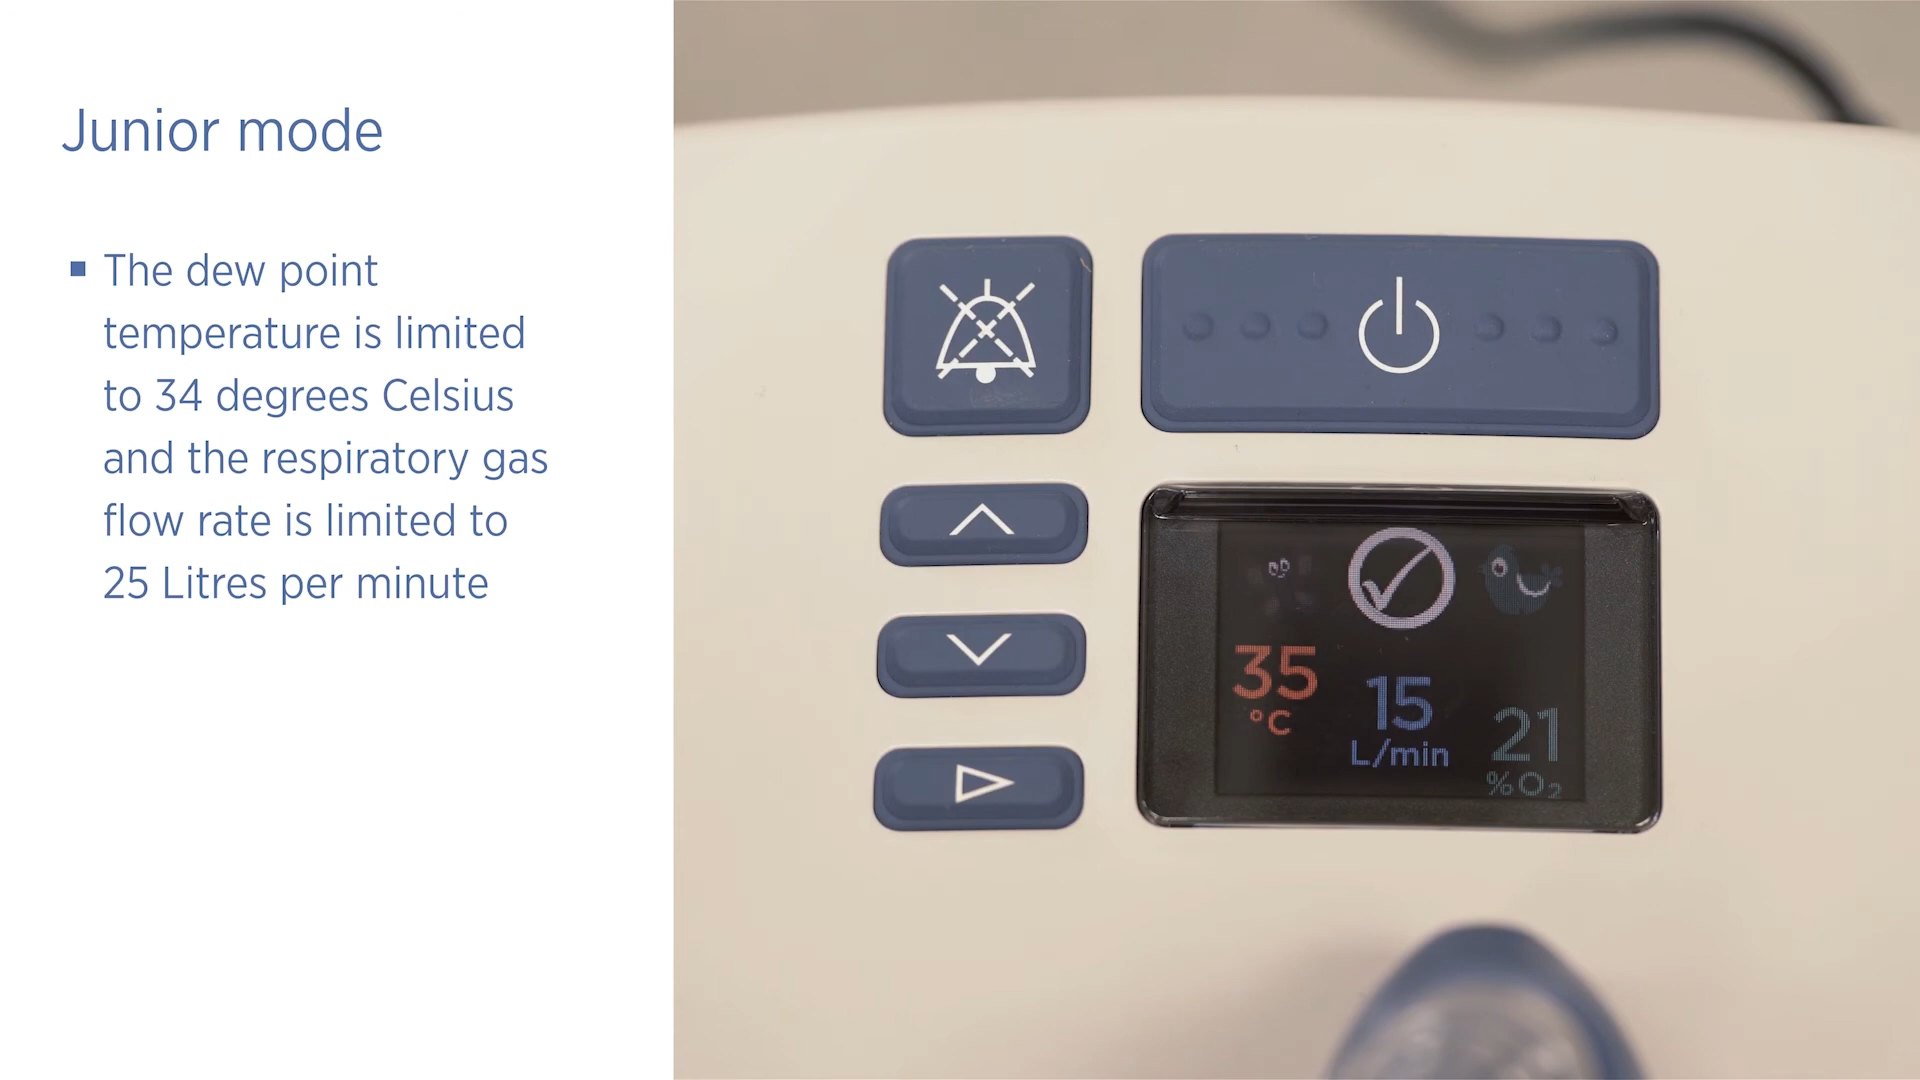 Junior mode
The dew point
temperature is limited
to 34 degrees Celsius
and the respiratory gas
flow rate is limited to
25 Litres per minute
35
°C
15
L/min
21
%O₂